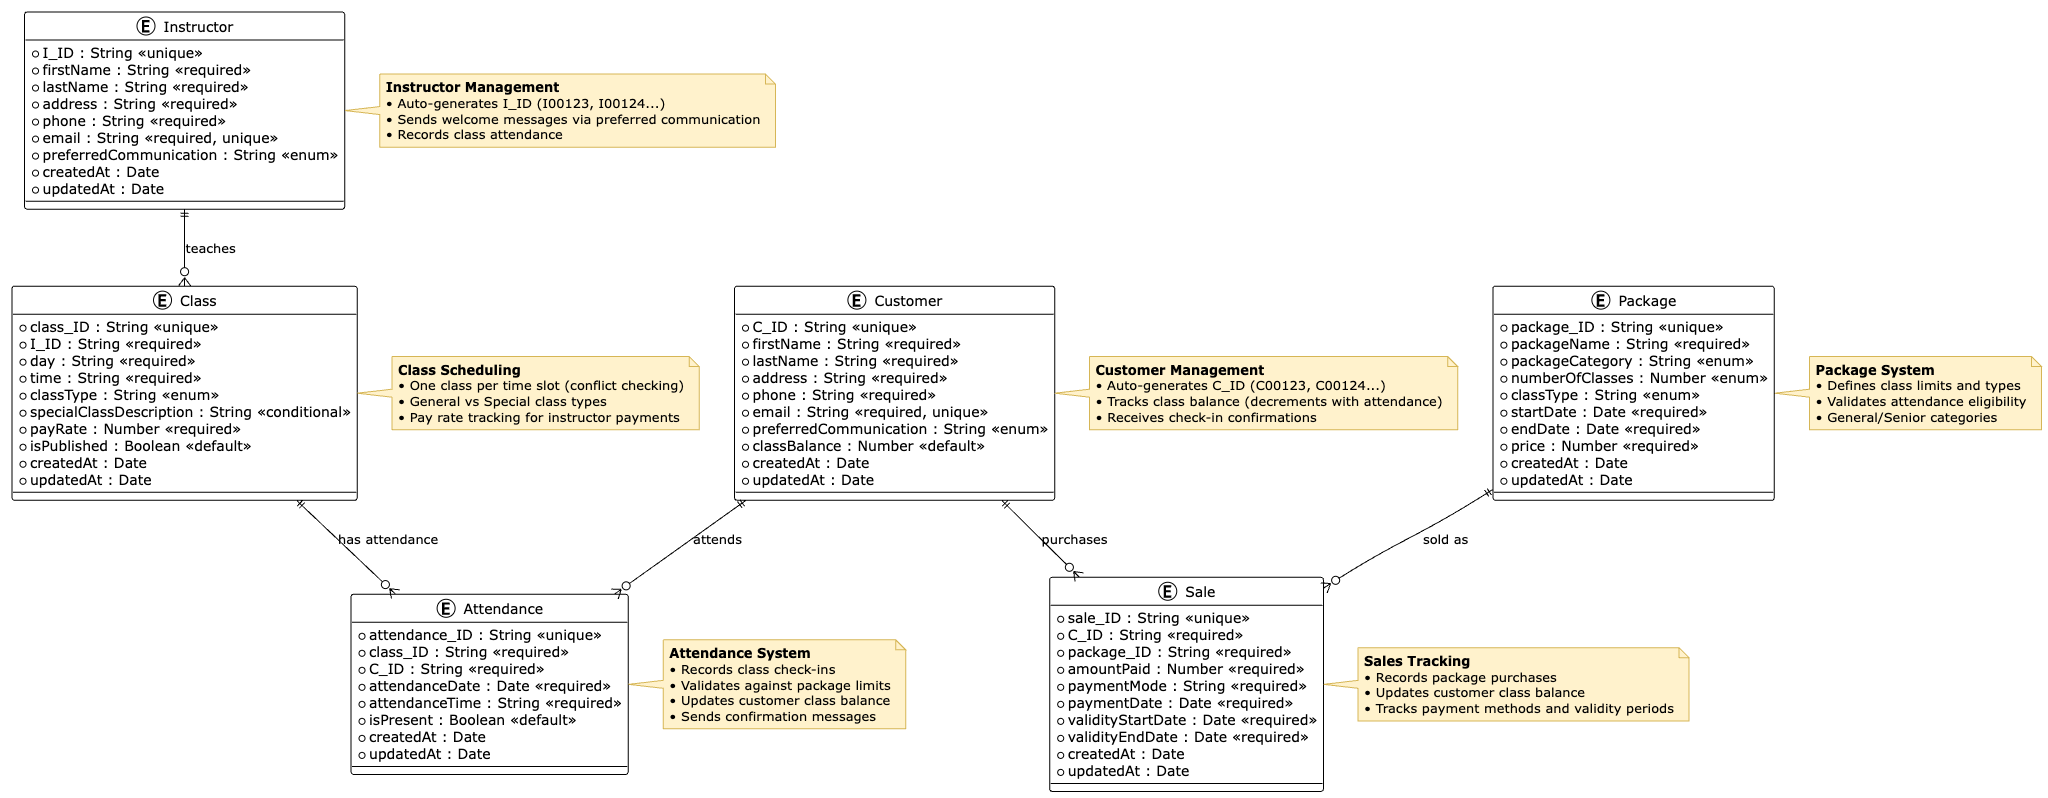 E Instructor
I_ID : String «unique»
firstName : String «required»
lastName : String «required»
address : String «required»
phone : String «required»
email : String «required, unique»
preferredCommunication : String «enum»
createdAt : Date
updatedAt : Date
Instructor Management
• Auto-generates I_ID (I00123, I00124...)
• Sends welcome messages via preferred communication
• Records class attendance
teaches
E Class
class_ID : String «unique»
I_ID : String «required»
day : String «required»
time : String «required»
classType : String «enum»
specialClassDescription : String «conditional»
payRate : Number «required»
isPublished : Boolean «default»
createdAt : Date
updatedAt : Date
Class Scheduling
• One class per time slot (conflict checking)
• General vs Special class types
• Pay rate tracking for instructor payments
E Customer
C_ID : String «unique»
firstName : String «required»
lastName : String «required»
address : String «required»
phone : String «required»
email : String «required, unique»
preferredCommunication : String «enum»
classBalance : Number «default»
createdAt : Date
updatedAt : Date
Customer Management
• Auto-generates C_ID (C00123, C00124...)
• Tracks class balance (decrements with attendance)
• Receives check-in confirmations
E Package
package_ID : String «unique»
packageName : String «required»
packageCategory : String «enum»
numberOfClasses : Number «enum»
classType : String «enum»
startDate : Date «required»
endDate : Date «required»
price : Number «required»
createdAt : Date
updatedAt : Date
Package System
• Defines class limits and types
• Validates attendance eligibility
• General/Senior categories
has attendance
attends
purchases
sold as
E Attendance
attendance_ID : String «unique»
class_ID : String «required»
C_ID : String «required»
attendanceDate : Date «required»
attendanceTime : String «required»
isPresent : Boolean «default»
createdAt : Date
updatedAt : Date
Attendance System
• Records class check-ins
• Validates against package limits
• Updates customer class balance
• Sends confirmation messages
E Sale
sale_ID : String «unique»
C_ID : String «required»
package_ID : String «required»
amountPaid : Number «required»
paymentMode : String «required»
paymentDate : Date «required»
validityStartDate : Date «required»
validityEndDate : Date «required»
createdAt : Date
updatedAt : Date
Sales Tracking
• Records package purchases
• Updates customer class balance
• Tracks payment methods and validity periods